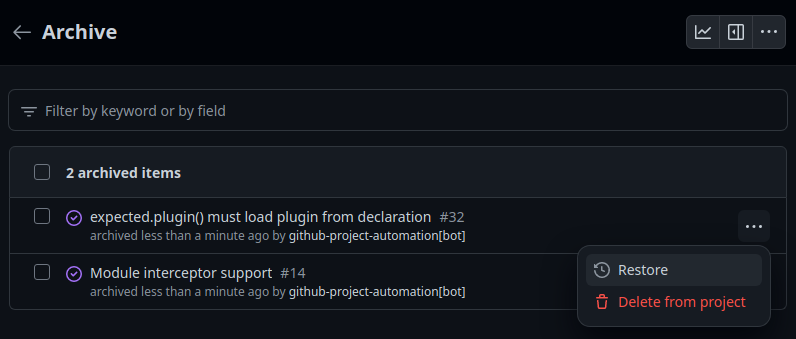 Archive
Filter by keyword or by field
2 archived items
expected.plugin() must load plugin from declaration #32
archived less than a minute ago by github-project-automation[bot]
Module interceptor support #14
archived less than a minute ago by github-project-automation[bot]
Restore
Delete from project